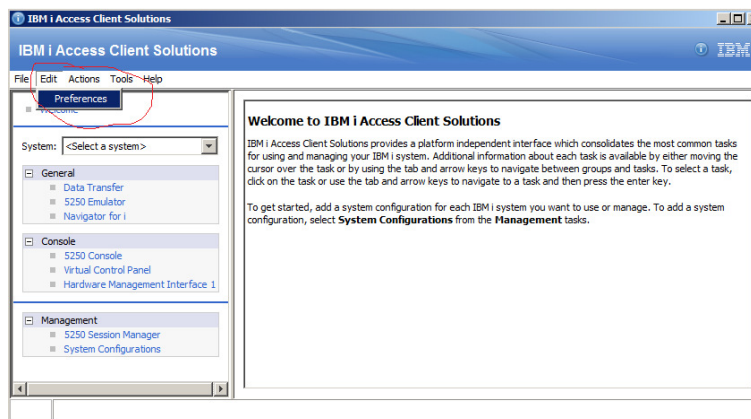 IBM i Access Client Solutions
IBM i Access Client Solutions
IBM
File Edit Actions Tools Help
Preferences
Welcome
System: <Select a system>
General
Data Transfer
5250 Emulator
Navigator for i
Console
5250 Console
Virtual Control Panel
Hardware Management Interface 1
Management
5250 Session Manager
System Configurations
Welcome to IBM i Access Client Solutions
IBM i Access Client Solutions provides a platform independent interface which consolidates the most common tasks
for using and managing your IBM i system. Additional information about each task is available by either moving the
cursor over the task or by using the tab and arrow keys to navigate between groups and tasks. To select a task,
click on the task or use the tab and arrow keys to navigate to a task and then press the enter key.
To get started, add a system configuration for each IBM i system you want to use or manage. To add a system
configuration, select System Configurations from the Management tasks.